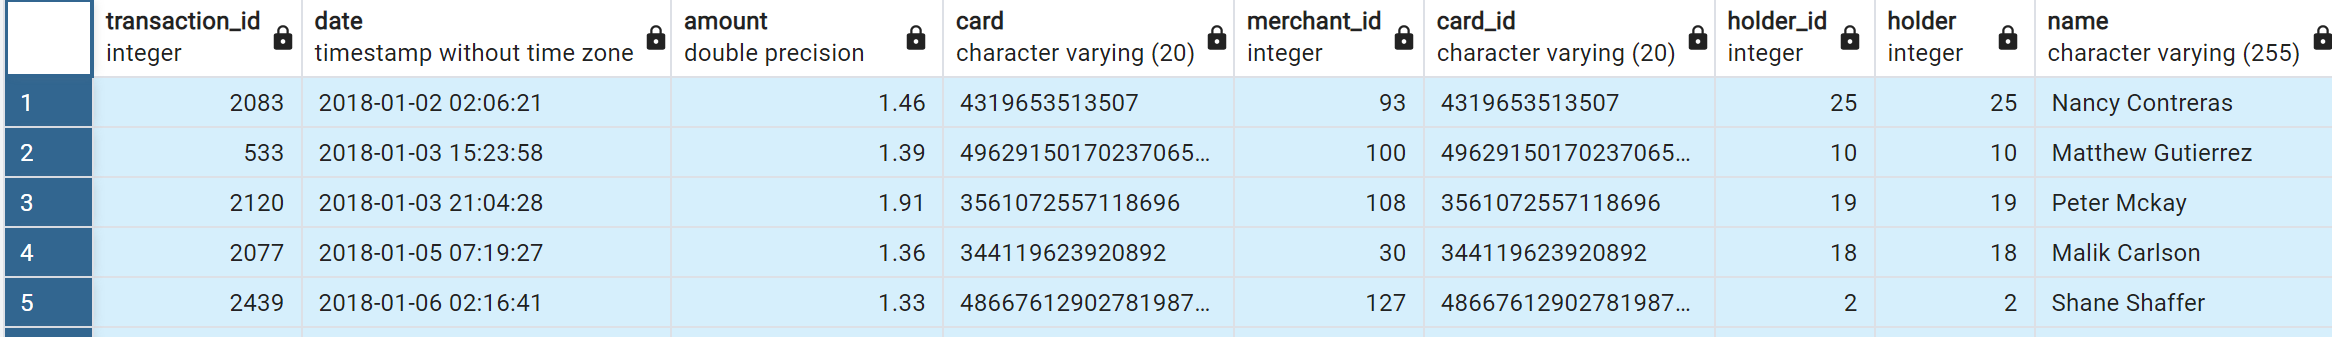 transaction_id date amount card merchant_id card_id holder_id holder name
integer timestamp without time zone double precision character varying (20) integer character varying (20) integer integer character varying (255)
1 2083 2018-01-02 02:06:21 1.46 4319653513507 93 4319653513507 25 25 Nancy Contreras
2 533 2018-01-03 15:23:58 1.39 49629150170237065... 100 49629150170237065... 10 10 Matthew Gutierrez
3 2120 2018-01-03 21:04:28 1.91 3561072557118696 108 3561072557118696 19 19 Peter Mckay
4 2077 2018-01-05 07:19:27 1.36 344119623920892 30 344119623920892 18 18 Malik Carlson
5 2439 2018-01-06 02:16:41 1.33 48667612902781987... 127 48667612902781987... 2 2 Shane Shaffer